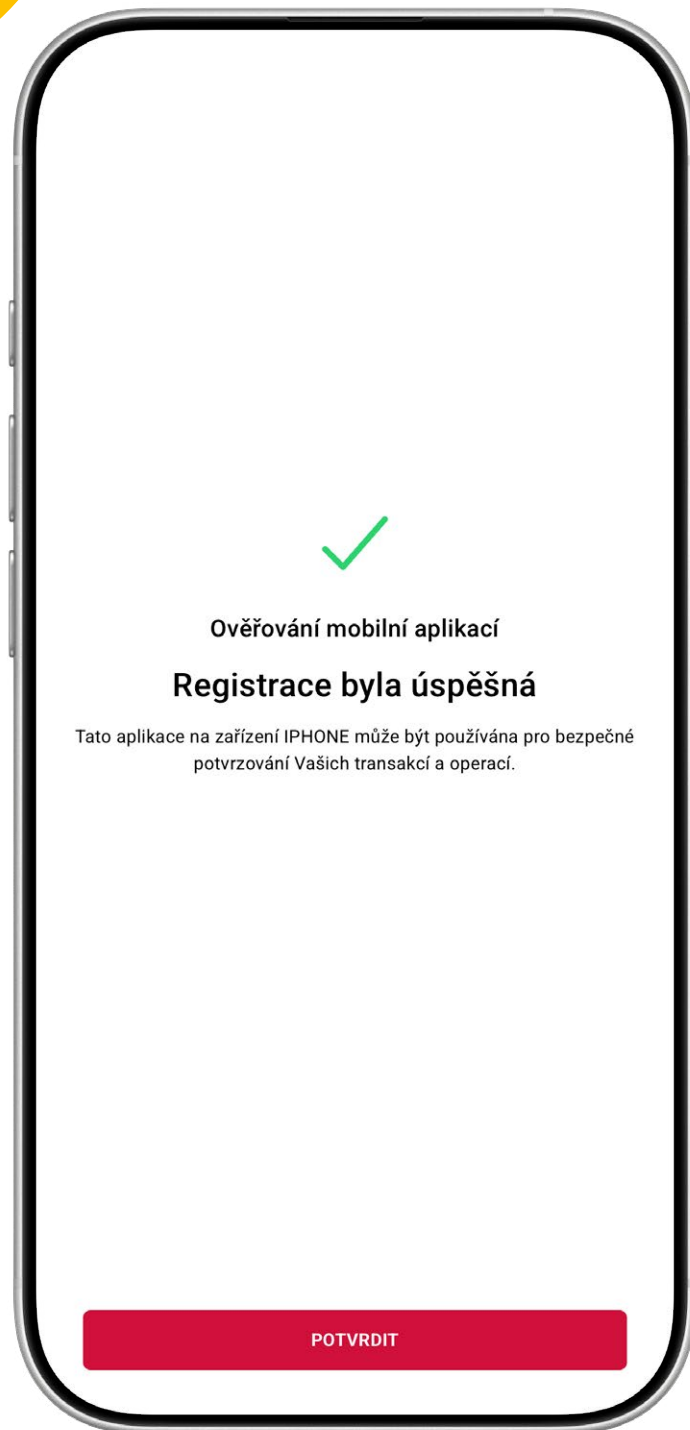 Ověřování mobilní aplikací
Registrace byla úspěšná
Tato aplikace na zařízení IPHONE může být používána pro bezpečné
potvrzování Vašich transakcí a operací.
POTVRDIT